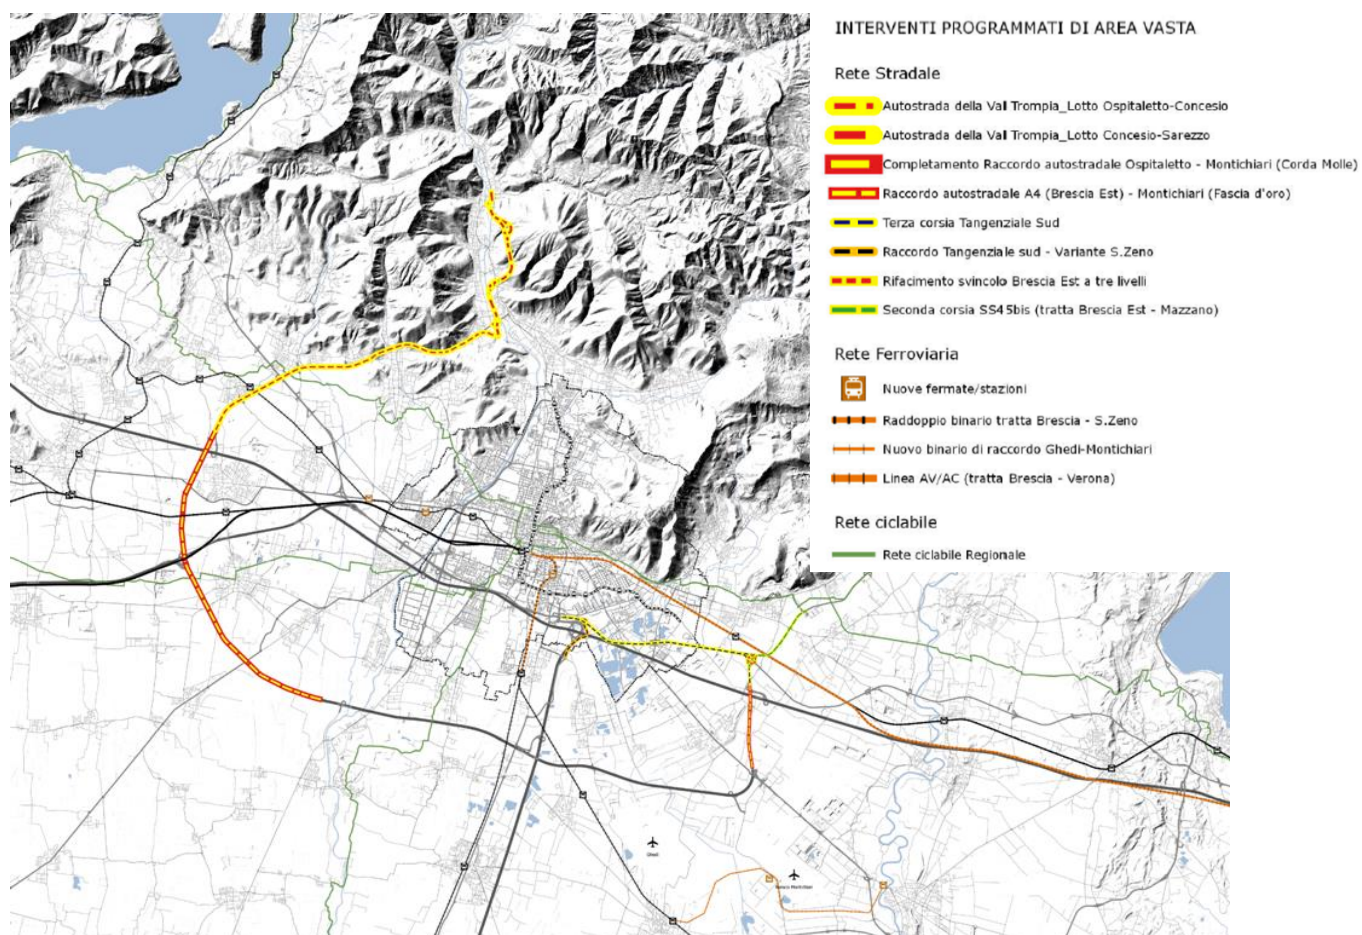 INTERVENTI PROGRAMMATI DI AREA VASTA
Rete Stradale
Autostrada della Val Trompia_Lotto Ospitaletto-Concesio
Autostrada della Val Trompia_Lotto Concesio-Sarezzo
Completamento Raccordo autostradale Ospitaletto - Montichiari (Corda Molle)
Raccordo autostradale A4 (Brescia Est) - Montichiari (Fascia d'oro)
Terza corsia Tangenziale Sud
Raccordo Tangenziale sud - Variante S.Zeno
Rifacimento svincolo Brescia Est a tre livelli
Seconda corsia SS45bis (tratta Brescia Est - Mazzano)
Rete Ferroviaria
Nuove fermate/stazioni
Raddoppio binario tratta Brescia - S.Zeno
Nuovo binario di raccordo Ghedi-Montichiari
Linea AV/AC (tratta Brescia - Verona)
Rete ciclabile
Rete ciclabile Regionale
Ghedi